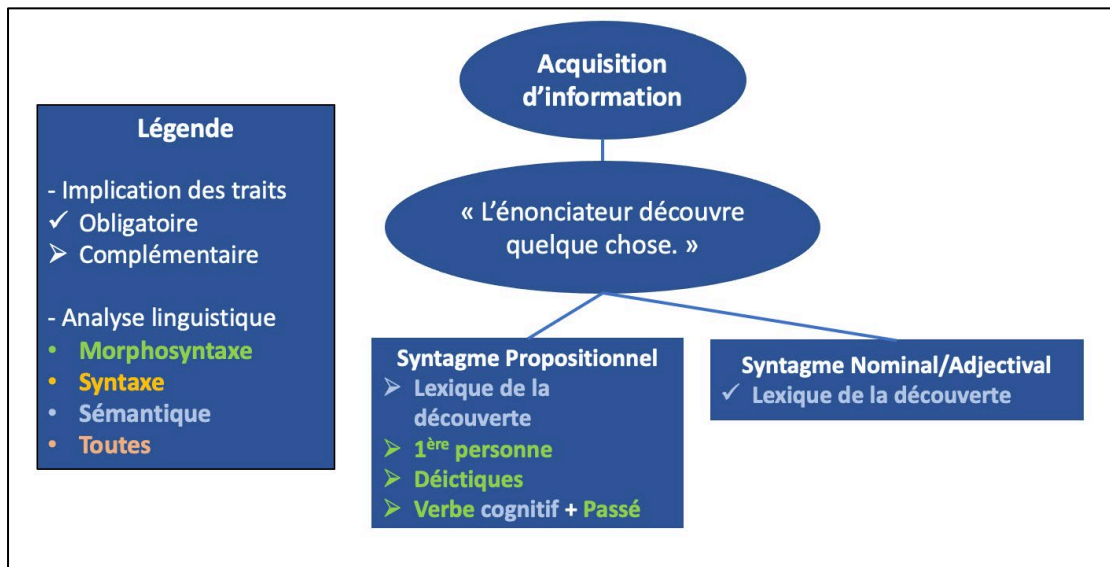 Acquisition
d’information
Légende
- Implication des traits
✓ Obligatoire
➢ Complémentaire
- Analyse linguistique
• Morphosyntaxe
• Syntaxe
• Sémantique
• Toutes
« L’énonciateur découvre
quelque chose. »
Syntagme Propositionnel
➢ Lexique de la
découverte
➢ 1ère personne
➢ Déictiques
➢ Verbe cognitif + Passé
Syntagme Nominal/Adjectival
✓ Lexique de la découverte